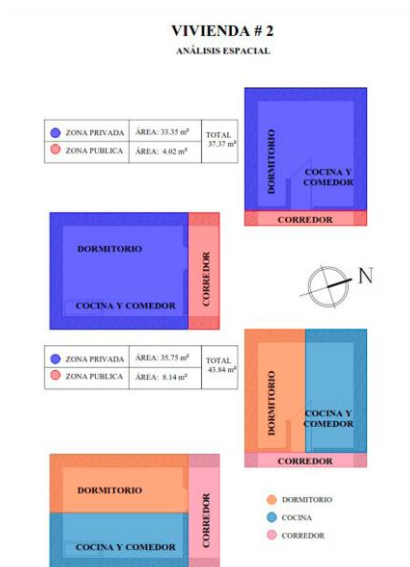 VIVIENDA # 2
ANÁLISIS ESPACIAL
ZONA PRIVADA ÁREA: 33.35 m² TOTAL 37.37 m²
ZONA PUBLICA ÁREA: 4.02 m²
DORMITORIO
COCINA Y
COMEDOR
CORREDOR
DORMITORIO
COCINA Y COMEDOR
CORREDOR
N
ZONA PRIVADA ÁREA: 35.75 m² TOTAL 43.84 m²
ZONA PUBLICA ÁREA: 8.14 m²
DORMITORIO
COCINA Y
COMEDOR
CORREDOR
DORMITORIO
COCINA Y COMEDOR
CORREDOR
DORMITORIO
COCINA
CORREDOR